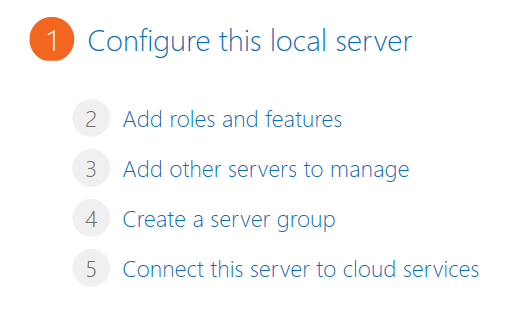 1 Configure this local server
2 Add roles and features
3 Add other servers to manage
4 Create a server group
5 Connect this server to cloud services